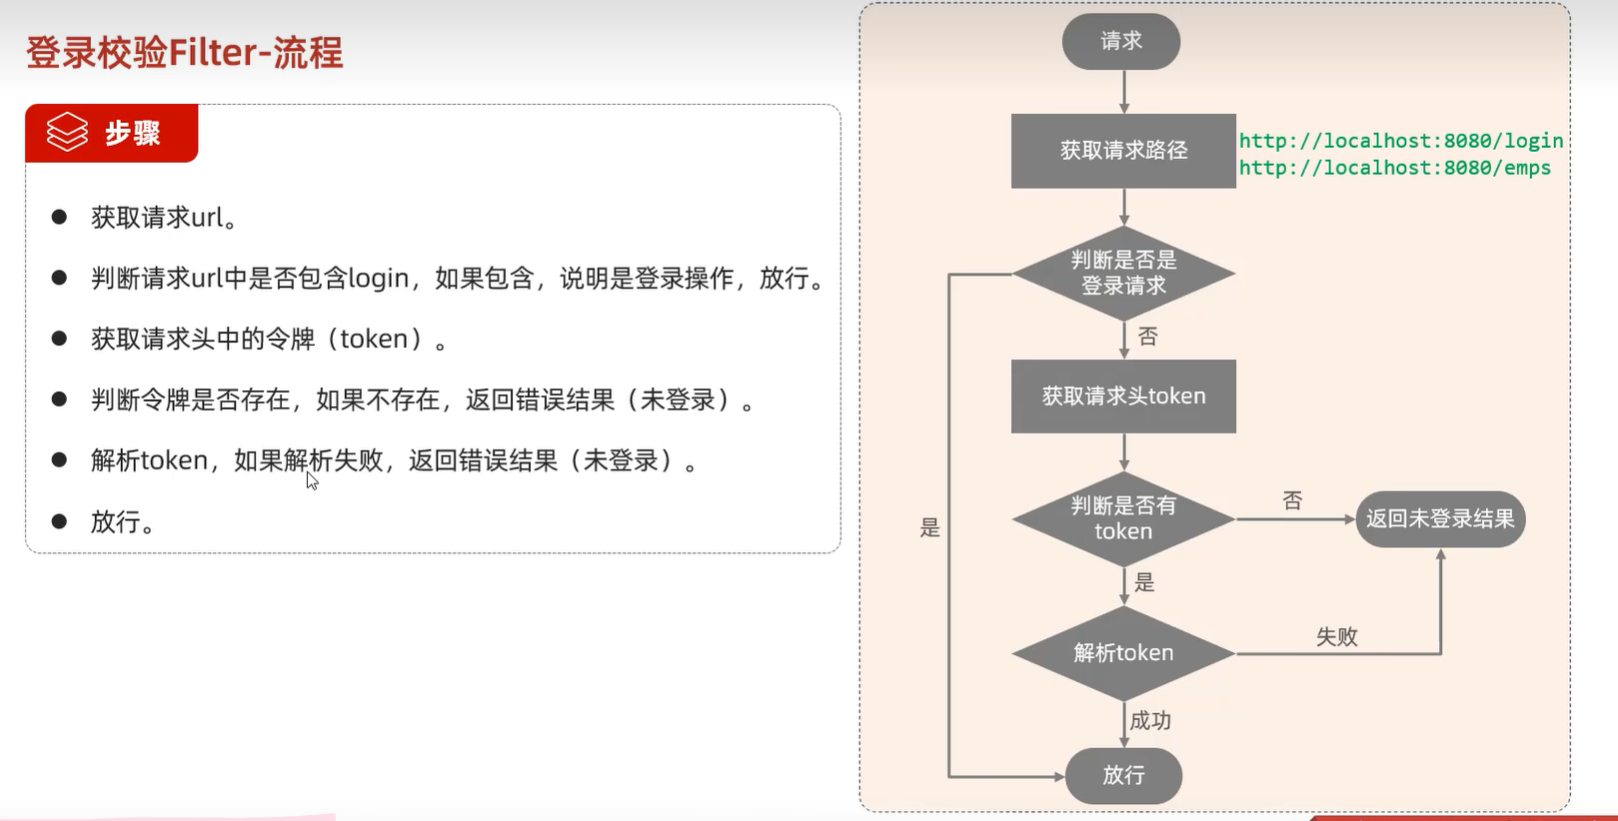 登录校验Filter-流程
步骤
获取请求url。
判断请求url中是否包含login，如果包含，说明是登录操作，放行。
获取请求头中的令牌（token）。
判断令牌是否存在，如果不存在，返回错误结果（未登录）。
解析token，如果解析失败，返回错误结果（未登录）。
放行。
请求
获取请求路径
http://localhost:8080/login
http://localhost:8080/emps
判断是否是
登录请求
否
获取请求头token
判断是否有
token
否
返回未登录结果
是
是
解析token
失败
成功
放行